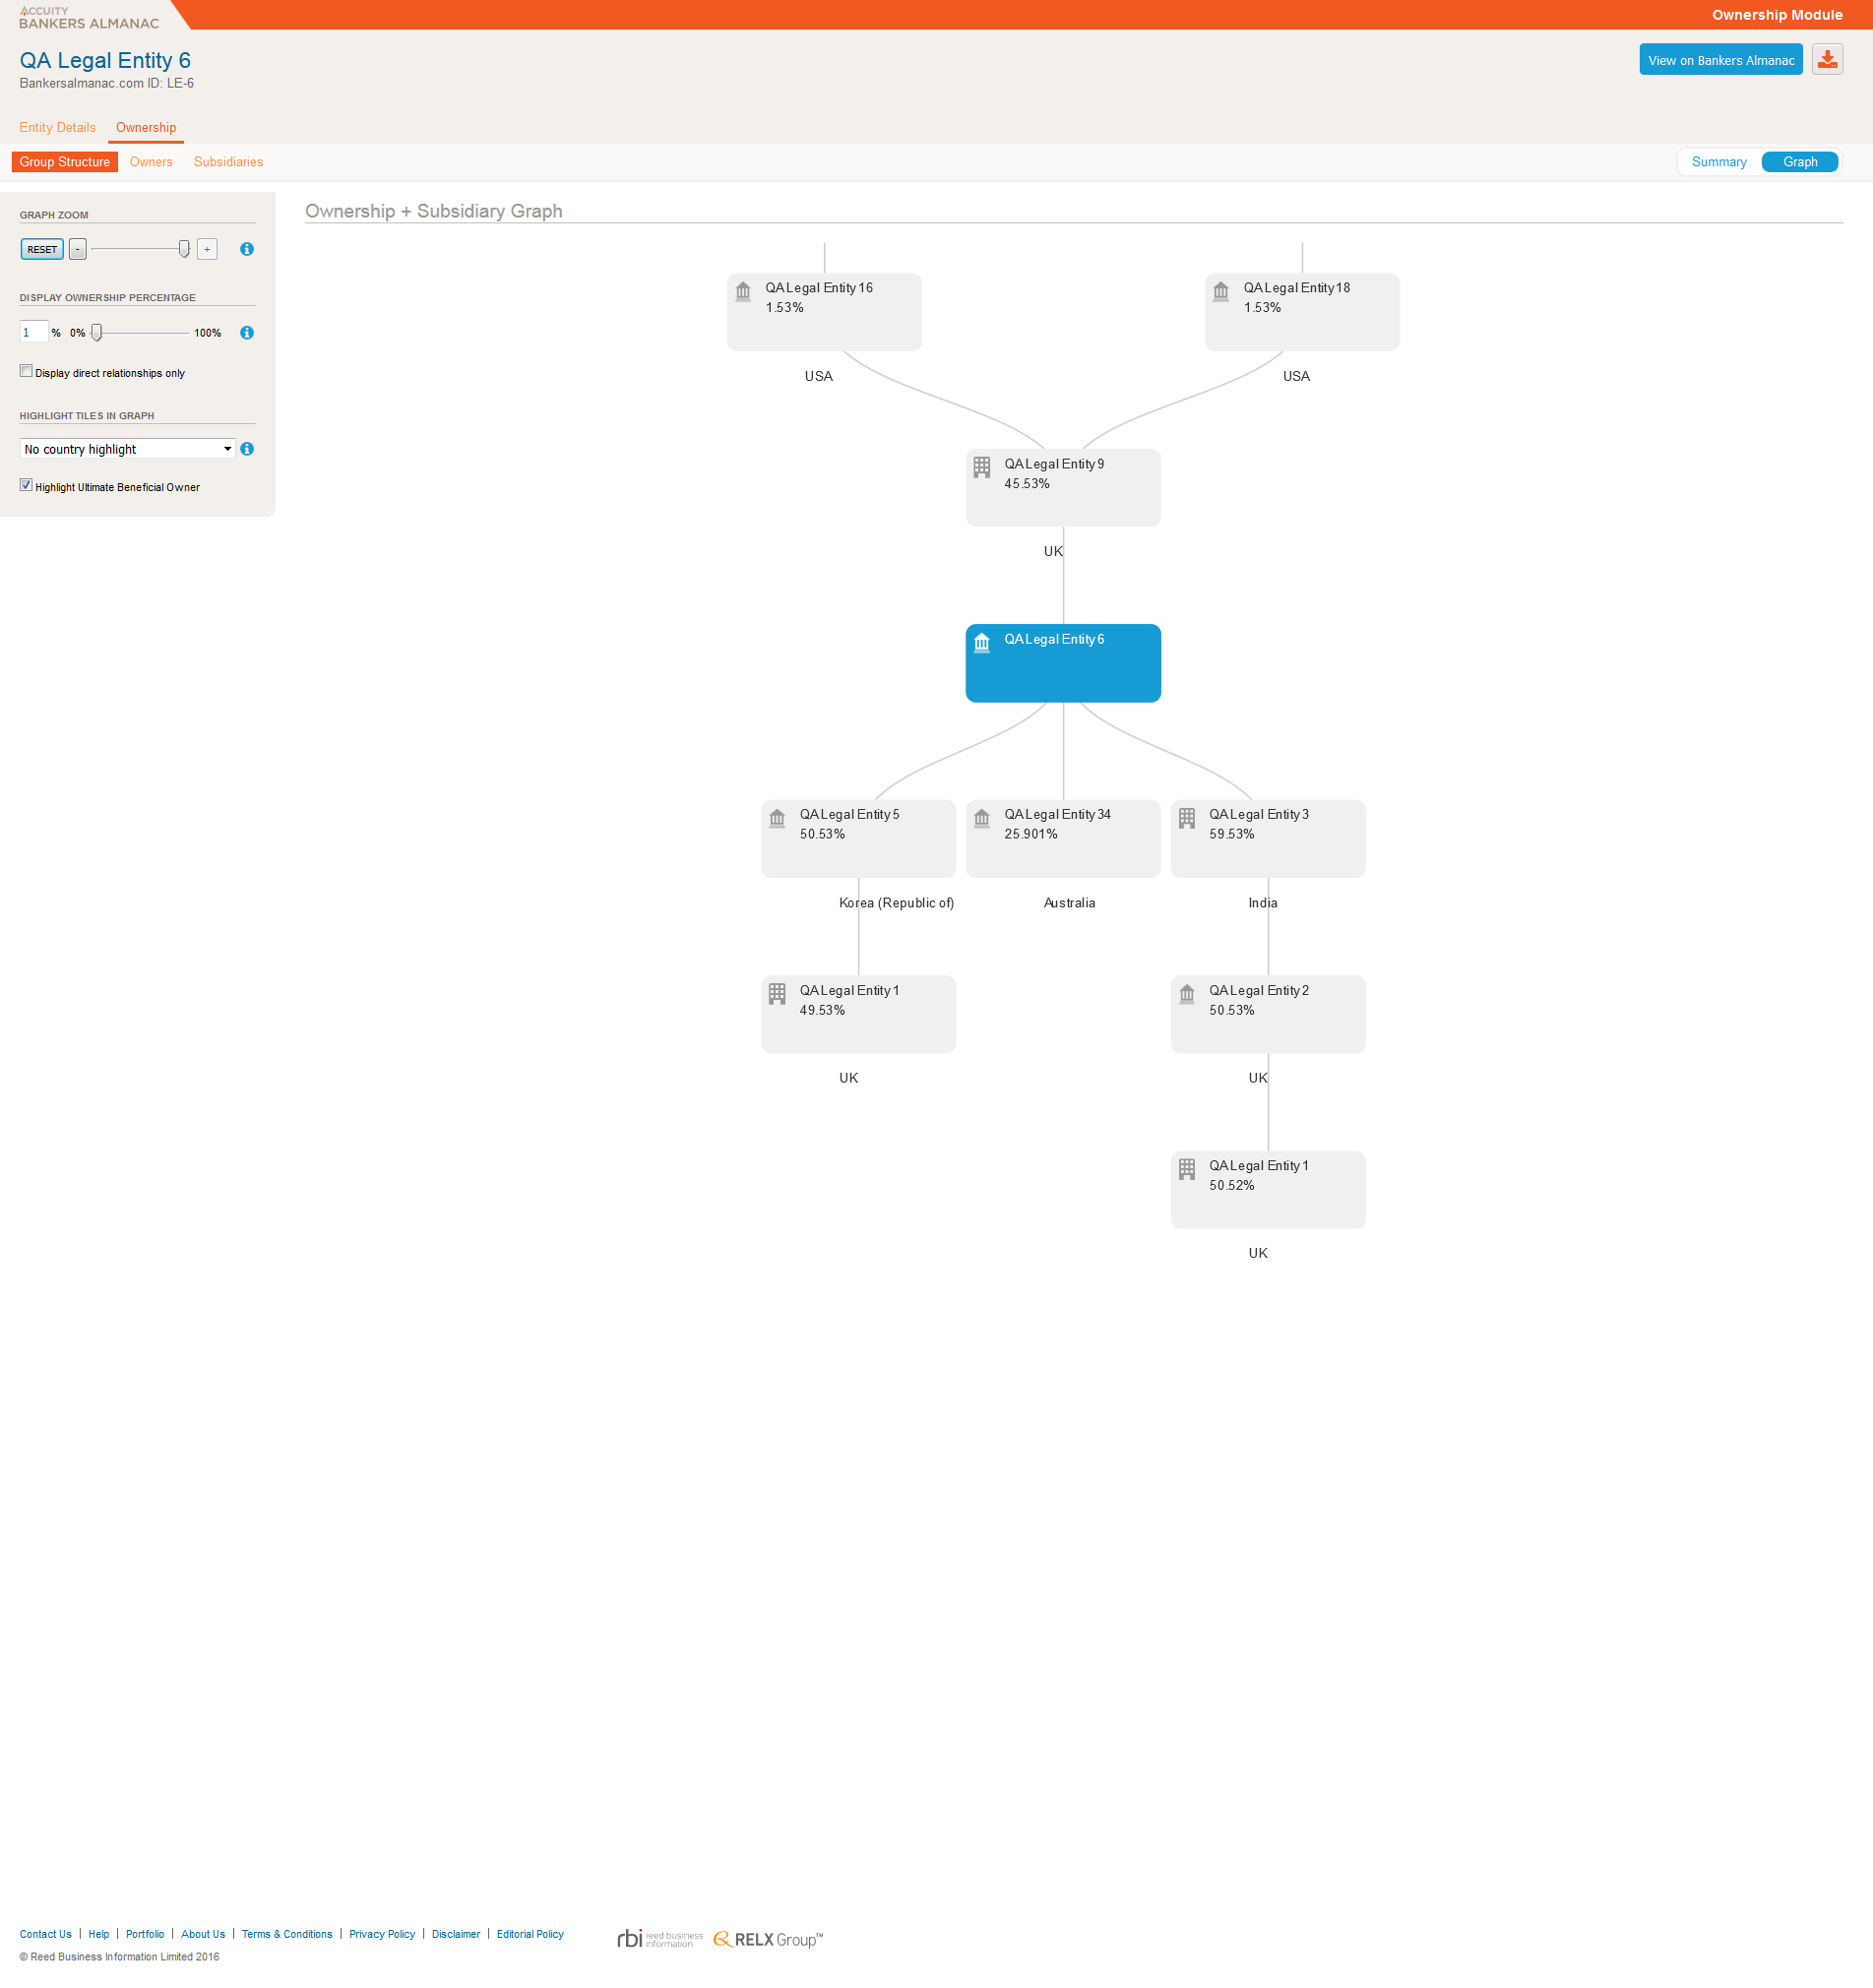 ACCUITY
BANKERS ALMANAC
Ownership Module
QA Legal Entity 6
Bankersalmanac.com ID: LE-6
View on Bankers Almanac
Entity Details Ownership
Group Structure Owners Subsidiaries
Summary Graph
GRAPH ZOOM
RESET - +
DISPLAY OWNERSHIP PERCENTAGE
1 % 0% 100%
Display direct relationships only
HIGHLIGHT TILES IN GRAPH
No country highlight
Highlight Ultimate Beneficial Owner
Ownership + Subsidiary Graph
QA Legal Entity 16
1.53%
USA
QA Legal Entity 18
1.53%
USA
QA Legal Entity 9
45.53%
UK
QA Legal Entity 6
QA Legal Entity 5
50.53%
Korea (Republic of)
QA Legal Entity 34
25.901%
Australia
QA Legal Entity 3
59.53%
India
QA Legal Entity 1
49.53%
UK
QA Legal Entity 2
50.53%
UK
QA Legal Entity 1
50.52%
UK
Contact Us | Help | Portfolio | About Us | Terms & Conditions | Privacy Policy | Disclaimer | Editorial Policy
© Reed Business Information Limited 2016
rbi reed business
information
RELX Group™